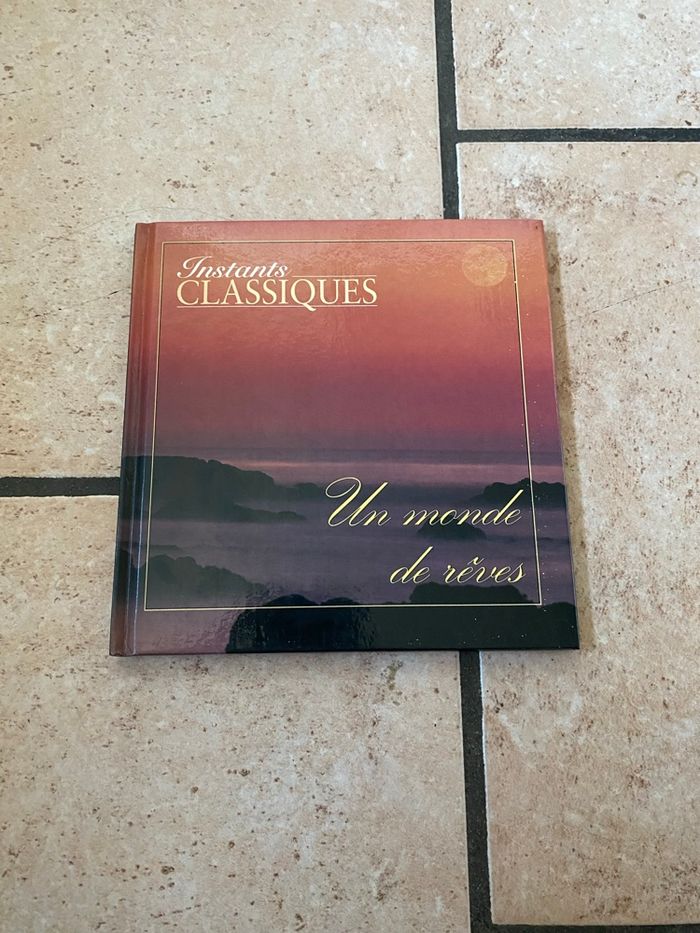 Instants
CLASSIQUES
Un monde
de rêves